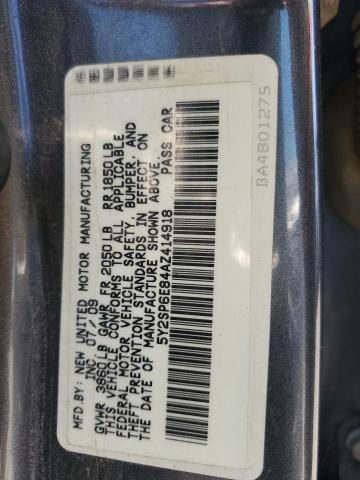 MFD.BY: NEW UNITED MOTOR MANUFACTURING
INC. 07/09
GVWR 3860LB GAWR FR 2050LB RR 1850LB
THIS VEHICLE CONFORMS TO ALL APPLICABLE
FEDERAL MOTOR VEHICLE SAFETY, BUMPER, AND
THEFT PREVENTION STANDARDS IN EFFECT ON
THE DATE OF MANUFACTURE SHOWN ABOVE.
5Y2SP6E84AZ414918 PASS CAR
BA4801275